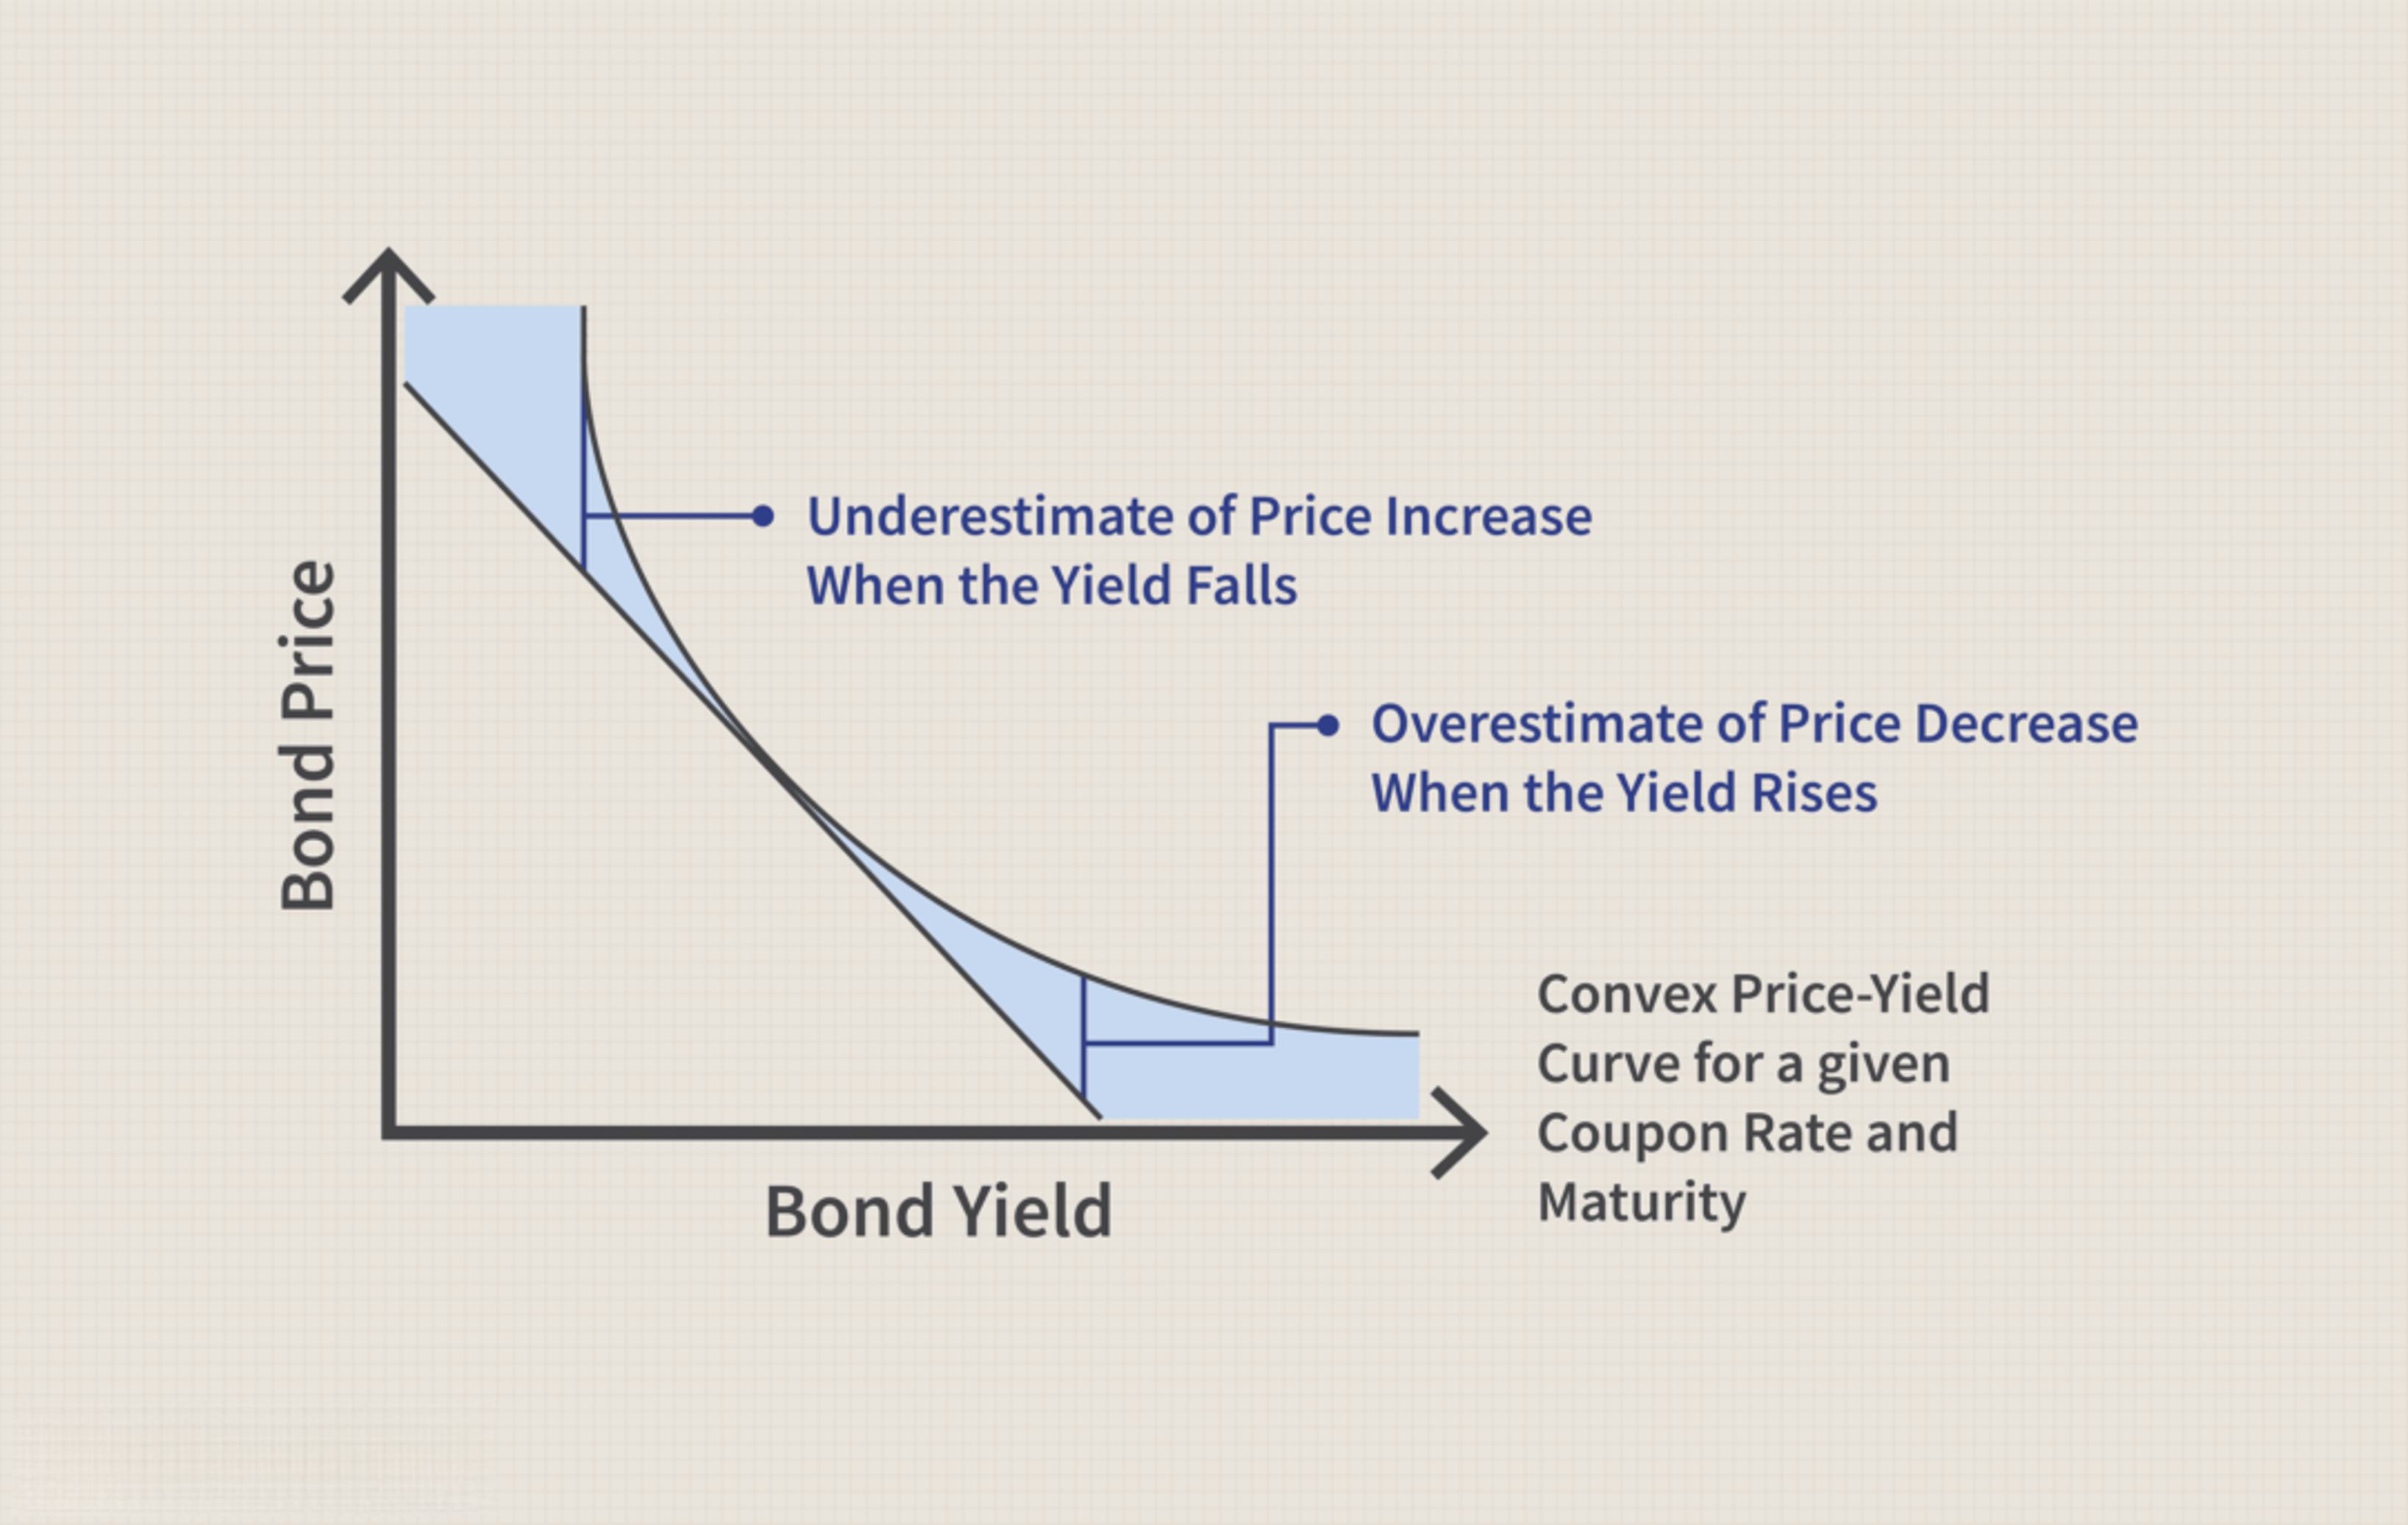 Underestimate of Price Increase
When the Yield Falls
Overestimate of Price Decrease
When the Yield Rises
Bond Price
Convex Price-Yield
Curve for a given
Coupon Rate and
Maturity
Bond Yield